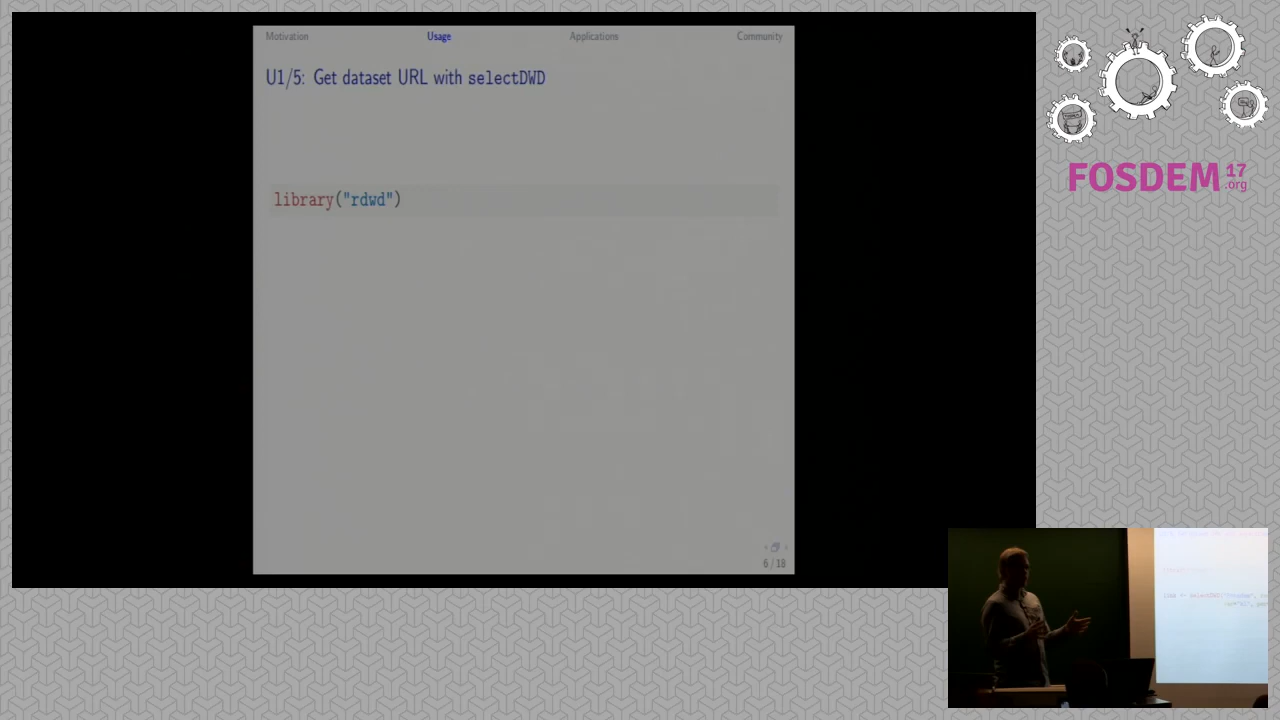 Motivation Usage Applications Community
U1/5: Get dataset URL with selectDWD
library("rdwd")
6 / 18
FOSDEM 17
.org